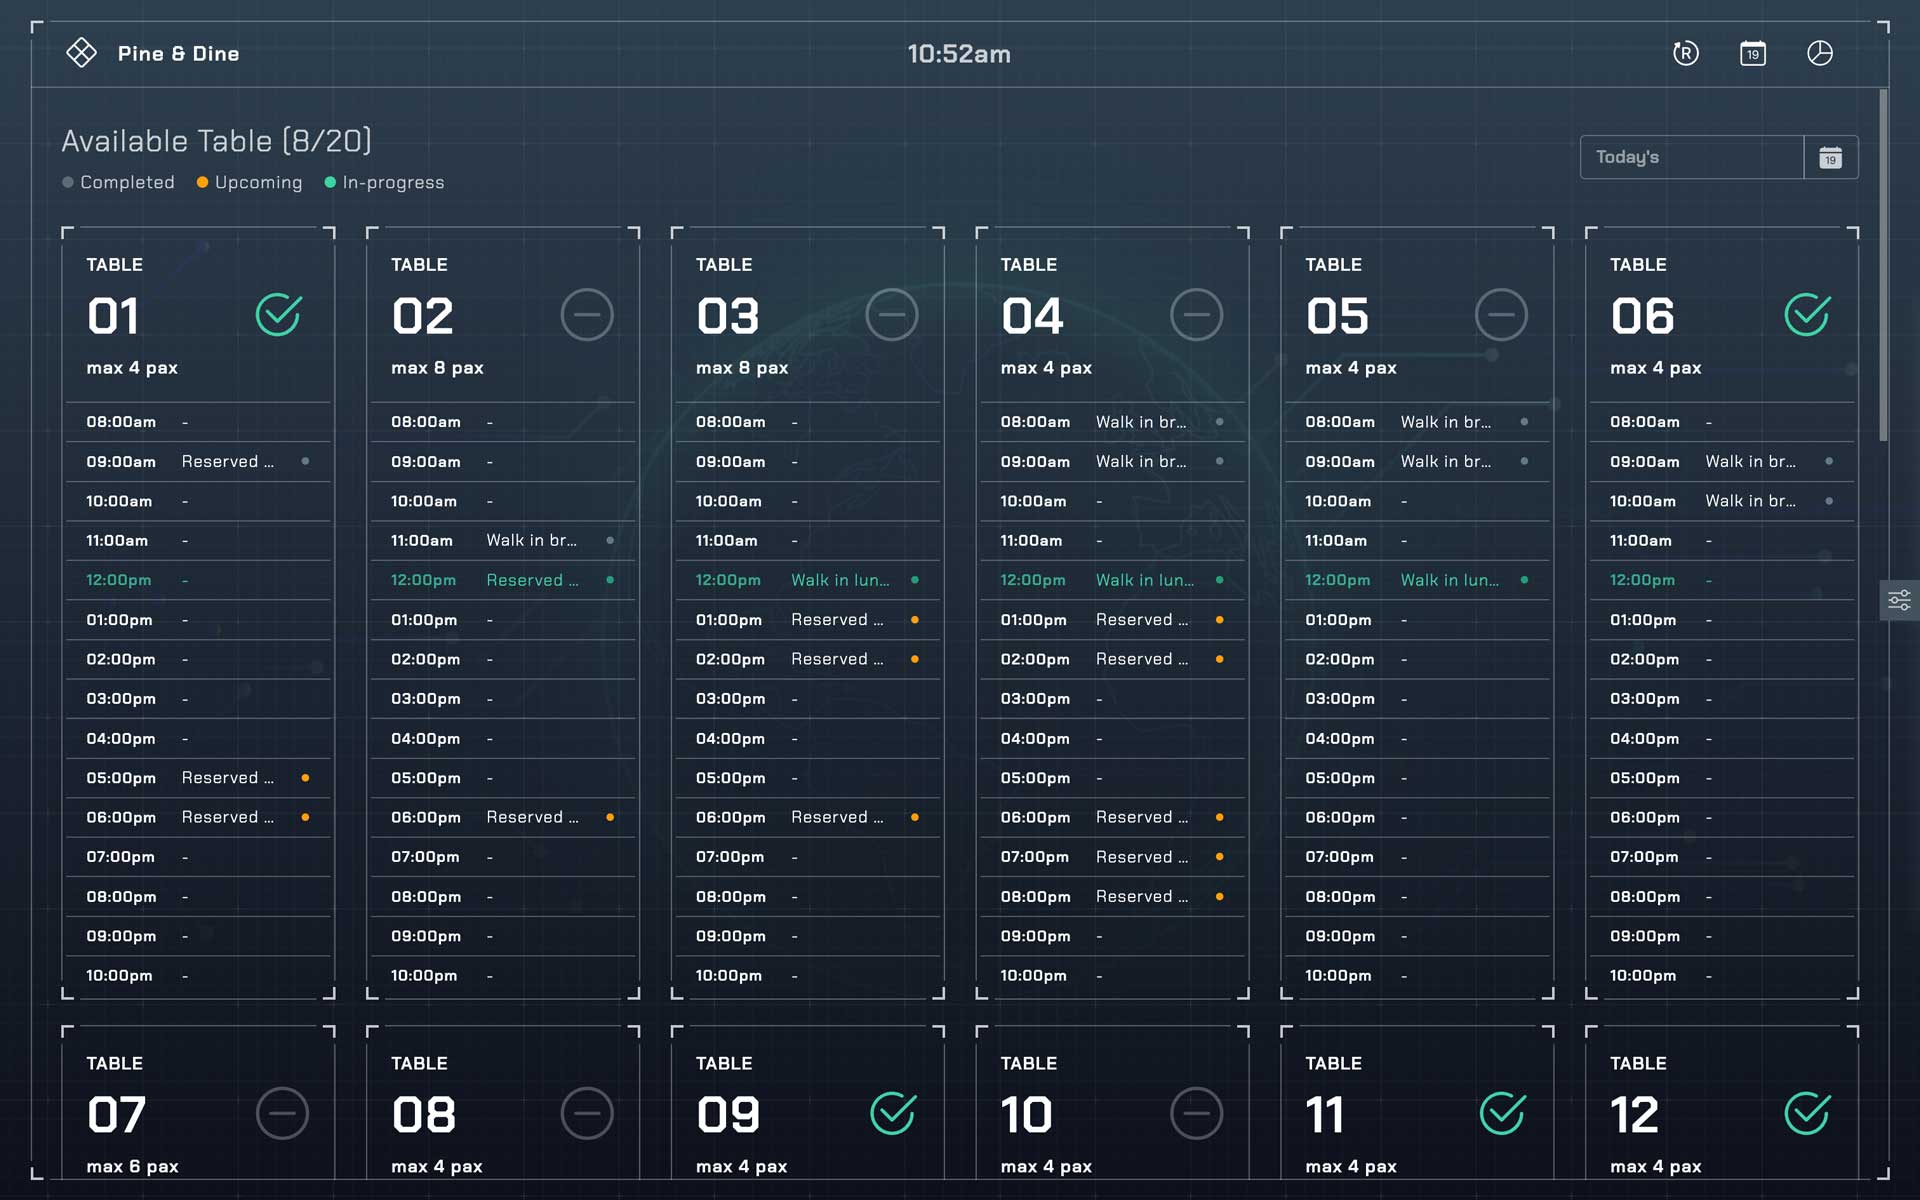 Pine & Dine
10:52am
R
19
Available Table (8/20)
Completed Upcoming In-progress
Today's
19
TABLE
01
max 4 pax
08:00am -
09:00am Reserved ...
10:00am -
11:00am -
12:00pm -
01:00pm -
02:00pm -
03:00pm -
04:00pm -
05:00pm Reserved ...
06:00pm Reserved ...
07:00pm -
08:00pm -
09:00pm -
10:00pm -
TABLE
02
max 8 pax
08:00am -
09:00am -
10:00am -
11:00am Walk in br...
12:00pm Reserved ...
01:00pm -
02:00pm -
03:00pm -
04:00pm -
05:00pm -
06:00pm Reserved ...
07:00pm -
08:00pm -
09:00pm -
10:00pm -
TABLE
03
max 8 pax
08:00am -
09:00am -
10:00am -
11:00am -
12:00pm Walk in lun...
01:00pm Reserved ...
02:00pm Reserved ...
03:00pm -
04:00pm -
05:00pm -
06:00pm Reserved ...
07:00pm -
08:00pm -
09:00pm -
10:00pm -
TABLE
04
max 4 pax
08:00am Walk in br...
09:00am Walk in br...
10:00am -
11:00am -
12:00pm Walk in lun...
01:00pm Reserved ...
02:00pm Reserved ...
03:00pm -
04:00pm -
05:00pm -
06:00pm Reserved ...
07:00pm Reserved ...
08:00pm Reserved ...
09:00pm -
10:00pm -
TABLE
05
max 4 pax
08:00am Walk in br...
09:00am Walk in br...
10:00am -
11:00am -
12:00pm Walk in lun...
01:00pm -
02:00pm -
03:00pm -
04:00pm -
05:00pm -
06:00pm -
07:00pm -
08:00pm -
09:00pm -
10:00pm -
TABLE
06
max 4 pax
08:00am -
09:00am Walk in br...
10:00am Walk in br...
11:00am -
12:00pm -
01:00pm -
02:00pm -
03:00pm -
04:00pm -
05:00pm -
06:00pm -
07:00pm -
08:00pm -
09:00pm -
10:00pm -
TABLE
07
max 6 pax
TABLE
08
max 4 pax
TABLE
09
max 4 pax
TABLE
10
max 4 pax
TABLE
11
max 4 pax
TABLE
12
max 4 pax